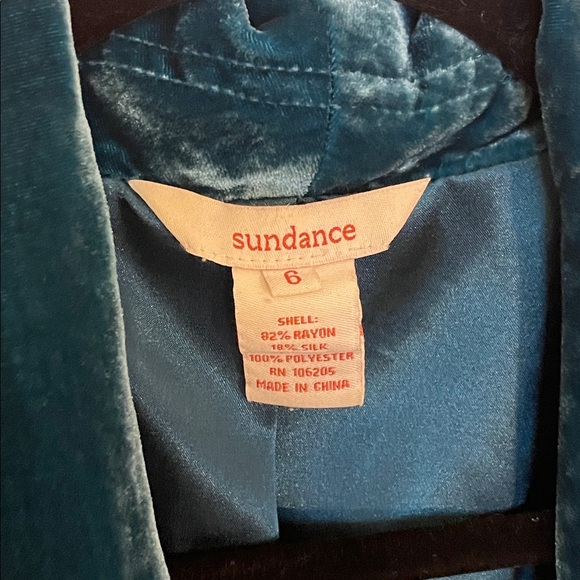 sundance
6
SHELL:
82% RAYON
18% SILK
100% POLYESTER
RN 106205
MADE IN CHINA